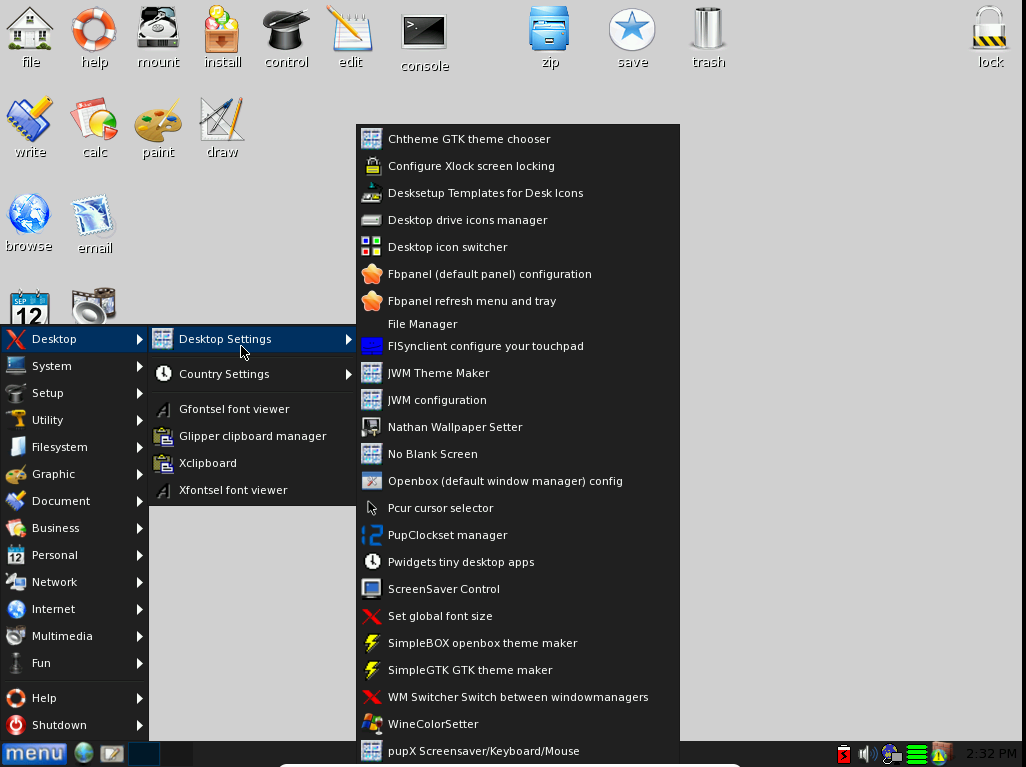 file
help
mount
install
control
edit
console
zip
save
trash
lock
write
calc
paint
draw
browse
email
SEP
12
Desktop
System
Setup
Utility
Filesystem
Graphic
Document
Business
Personal
Network
Internet
Multimedia
Fun
Help
Shutdown
Desktop Settings
Country Settings
Gfontsel font viewer
Glipper clipboard manager
Xclipboard
Xfontsel font viewer
Chtheme GTK theme chooser
Configure Xlock screen locking
Desksetup Templates for Desk Icons
Desktop drive icons manager
Desktop icon switcher
Fbpanel (default panel) configuration
Fbpanel refresh menu and tray
File Manager
FlSynclient configure your touchpad
JWM Theme Maker
JWM configuration
Nathan Wallpaper Setter
No Blank Screen
Openbox (default window manager) config
Pcur cursor selector
PupClockset manager
Pwidgets tiny desktop apps
ScreenSaver Control
Set global font size
SimpleBOX openbox theme maker
SimpleGTK GTK theme maker
WM Switcher Switch between windowmanagers
WineColorSetter
pupX Screensaver/Keyboard/Mouse
menu
2:32 PM